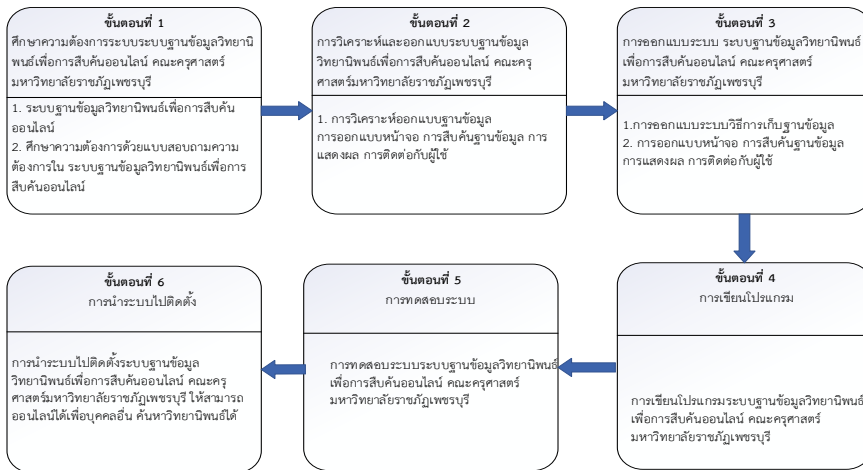 ขั้นตอนที่ 1
ศึกษาความต้องการระบบระบบฐานข้อมูลวิทยานิ
พนธ์เพื่อการสืบค้นออนไลน์ คณะครุศาสตร์
มหาวิทยาลัยราชภัฏเพชรบุรี
1. ระบบฐานข้อมูลวิทยานิพนธ์เพื่อการสืบค้น
ออนไลน์
2. ศึกษาความต้องการด้วยแบบสอบถามความ
ต้องการใน ระบบฐานข้อมูลวิทยานิพนธ์เพื่อการ
สืบค้นออนไลน์
ขั้นตอนที่ 2
การวิเคราะห์และออกแบบระบบฐานข้อมูล
วิทยานิพนธ์เพื่อการสืบค้นออนไลน์ คณะครุ
ศาสตร์มหาวิทยาลัยราชภัฏเพชรบุรี
1. การวิเคราะห์ออกแบบฐานข้อมูล
การออกแบบหน้าจอ การสืบค้นฐานข้อมูล การ
แสดงผล การติดต่อกับผู้ใช้
ขั้นตอนที่ 3
การออกแบบระบบ ระบบฐานข้อมูลวิทยานิพนธ์
เพื่อการสืบค้นออนไลน์ คณะครุศาสตร์
มหาวิทยาลัยราชภัฏเพชรบุรี
1.การออกแบบระบบวิธีการเก็บฐานข้อมูล
2. การออกแบบหน้าจอ การสืบค้นฐานข้อมูล
การแสดงผล การติดต่อกับผู้ใช้
ขั้นตอนที่ 4
การเขียนโปรแกรม
การเขียนโปรแกรมระบบฐานข้อมูลวิทยานิพนธ์
เพื่อการสืบค้นออนไลน์ คณะครุศาสตร์
มหาวิทยาลัยราชภัฏเพชรบุรี
ขั้นตอนที่ 5
การทดสอบระบบ
การทดสอบระบบระบบฐานข้อมูลวิทยานิพนธ์
เพื่อการสืบค้นออนไลน์ คณะครุศาสตร์
มหาวิทยาลัยราชภัฏเพชรบุรี
ขั้นตอนที่ 6
การนำระบบไปติดตั้ง
การนำระบบไปติดตั้งระบบฐานข้อมูล
วิทยานิพนธ์เพื่อการสืบค้นออนไลน์ คณะครุ
ศาสตร์มหาวิทยาลัยราชภัฏเพชรบุรี ให้สามารถ
ออนไลน์ได้เพื่อบุคคลอื่น ค้นหาวิทยานิพนธ์ได้